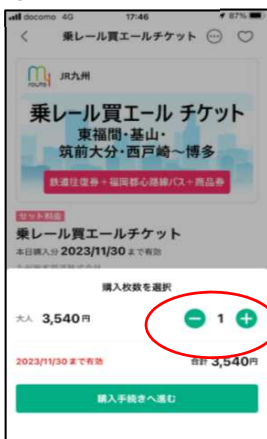 docomo 4G 17:46 87%
乗レール買エールチケット
my route JR九州
乗レール買エール チケット
東福間・基山・
筑前大分・西戸崎～博多
鉄道往復券＋福岡都心路線バス＋商品券
セット料金
乗レール買エールチケット
本日購入分 2023/11/30 まで有効
購入枚数を選択
大人 3,540円 1
2023/11/30 まで有効 合計 3,540円
購入手続きへ進む